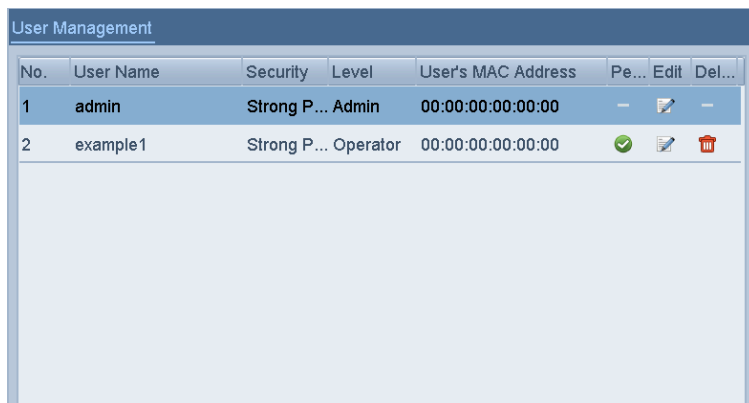 User Management
No. User Name Security Level User's MAC Address Pe... Edit Del...
1 admin Strong P... Admin 00:00:00:00:00:00 – –
2 example1 Strong P... Operator 00:00:00:00:00:00